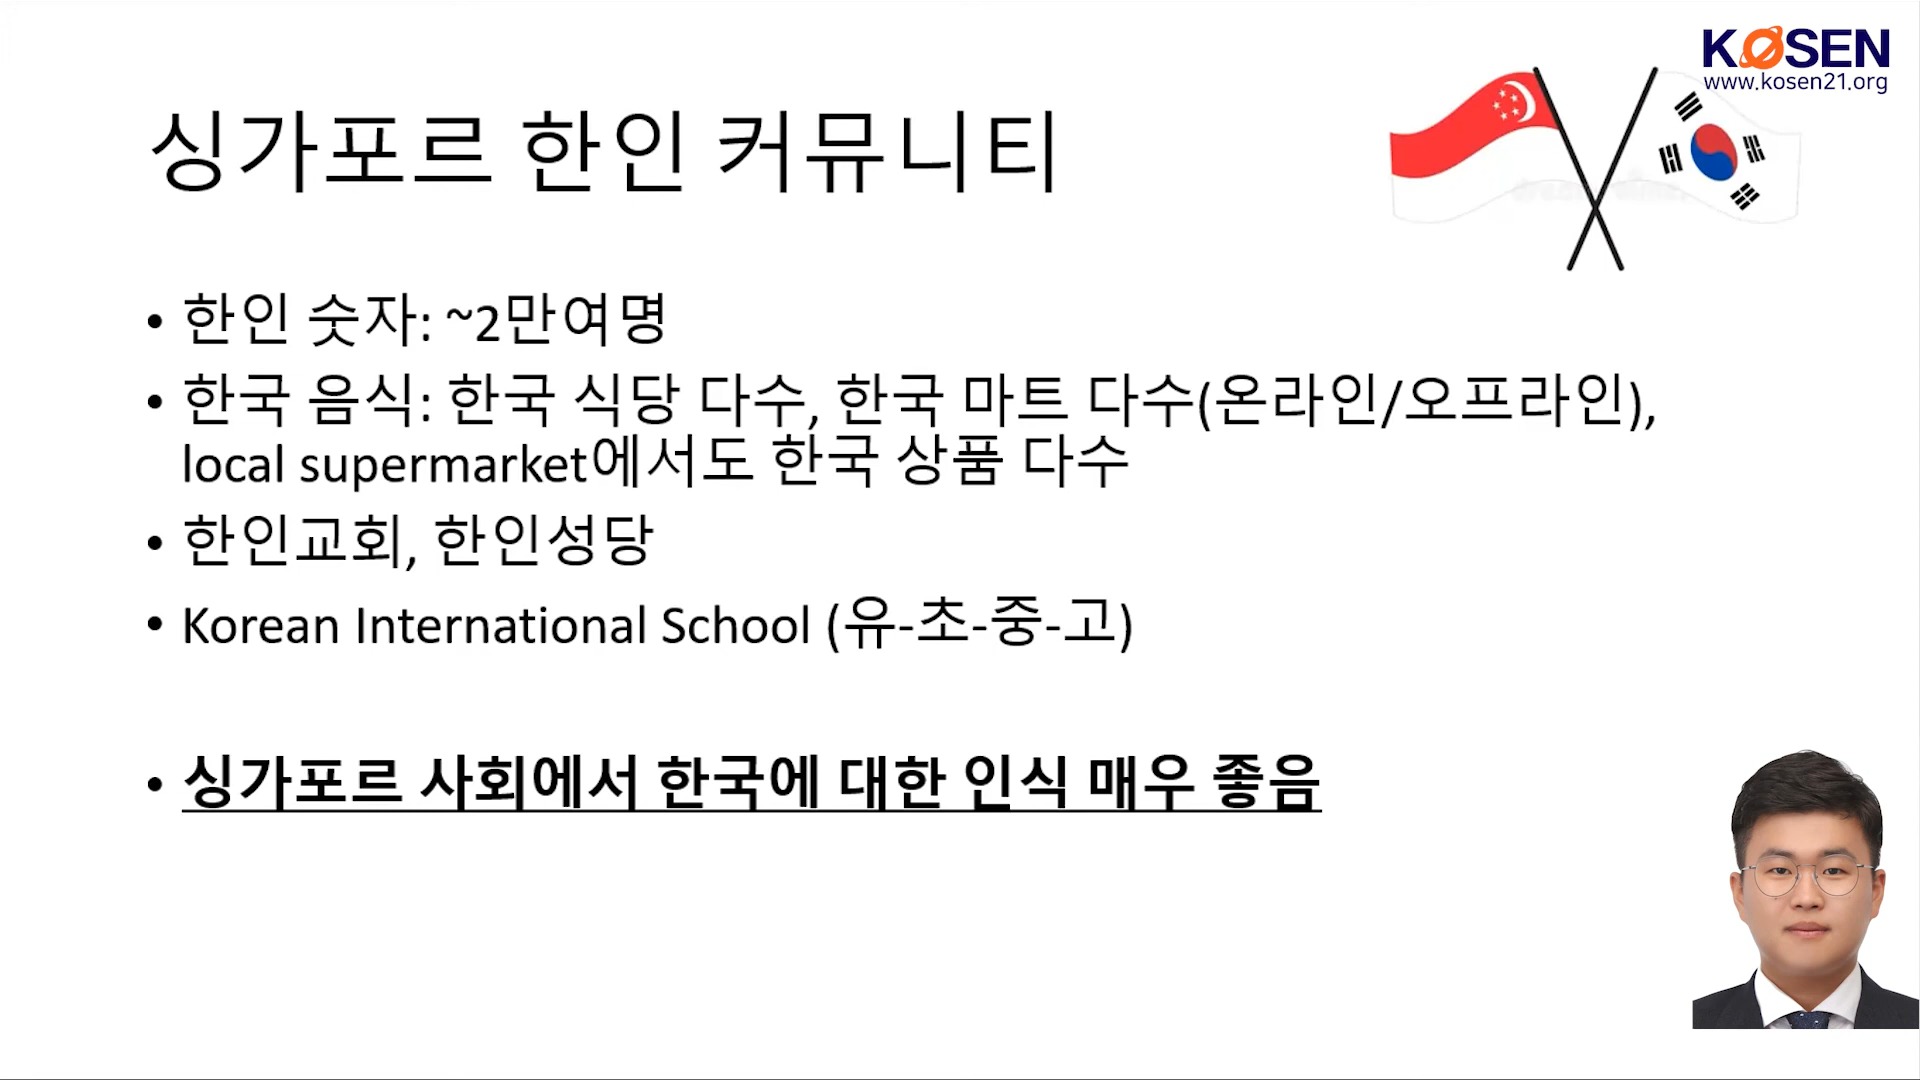 KOSEN
www.kosen21.org
싱가포르 한인 커뮤니티
• 한인 숫자: ~2만여명
• 한국 음식: 한국 식당 다수, 한국 마트 다수(온라인/오프라인),
local supermarket에서도 한국 상품 다수
• 한인교회, 한인성당
• Korean International School (유-초-중-고)
• 싱가포르 사회에서 한국에 대한 인식 매우 좋음